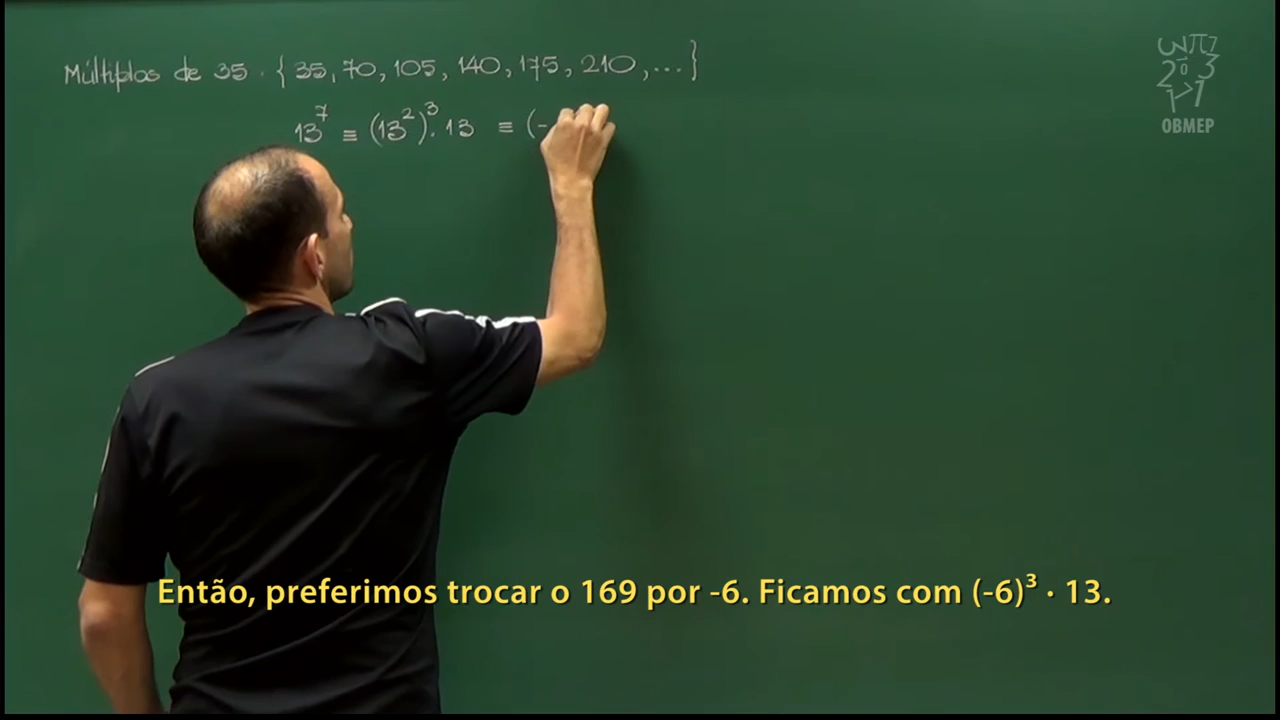 Múltiplos de 35 . { 35, 70, 105, 140, 175, 210, ... }
13⁷ ≡ (13²)³ . 13 ≡ (-
OBMEP
Então, preferimos trocar o 169 por -6. Ficamos com (-6)³ · 13.